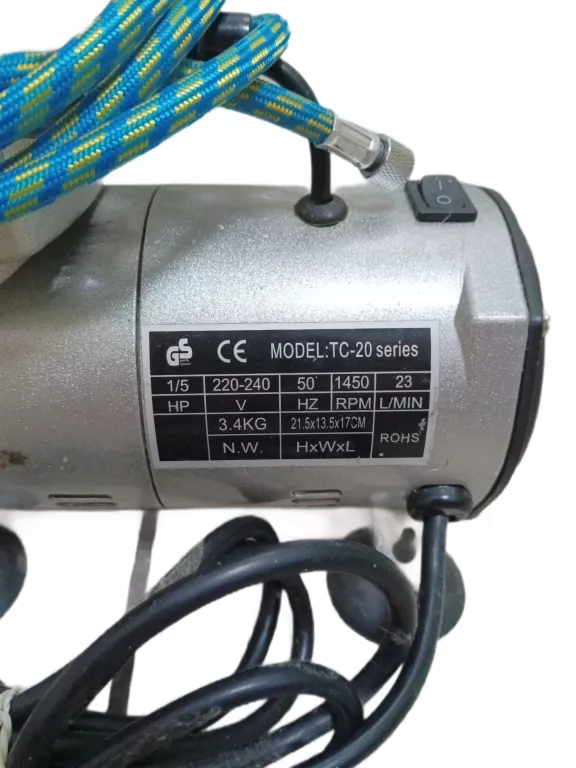 I
O
GS CE MODEL:TC-20 series
1/5 220-240 50 1450 23
HP V HZ RPM L/MIN
3.4KG 21.5x13.5x17CM ROHS
N.W. HxWxL